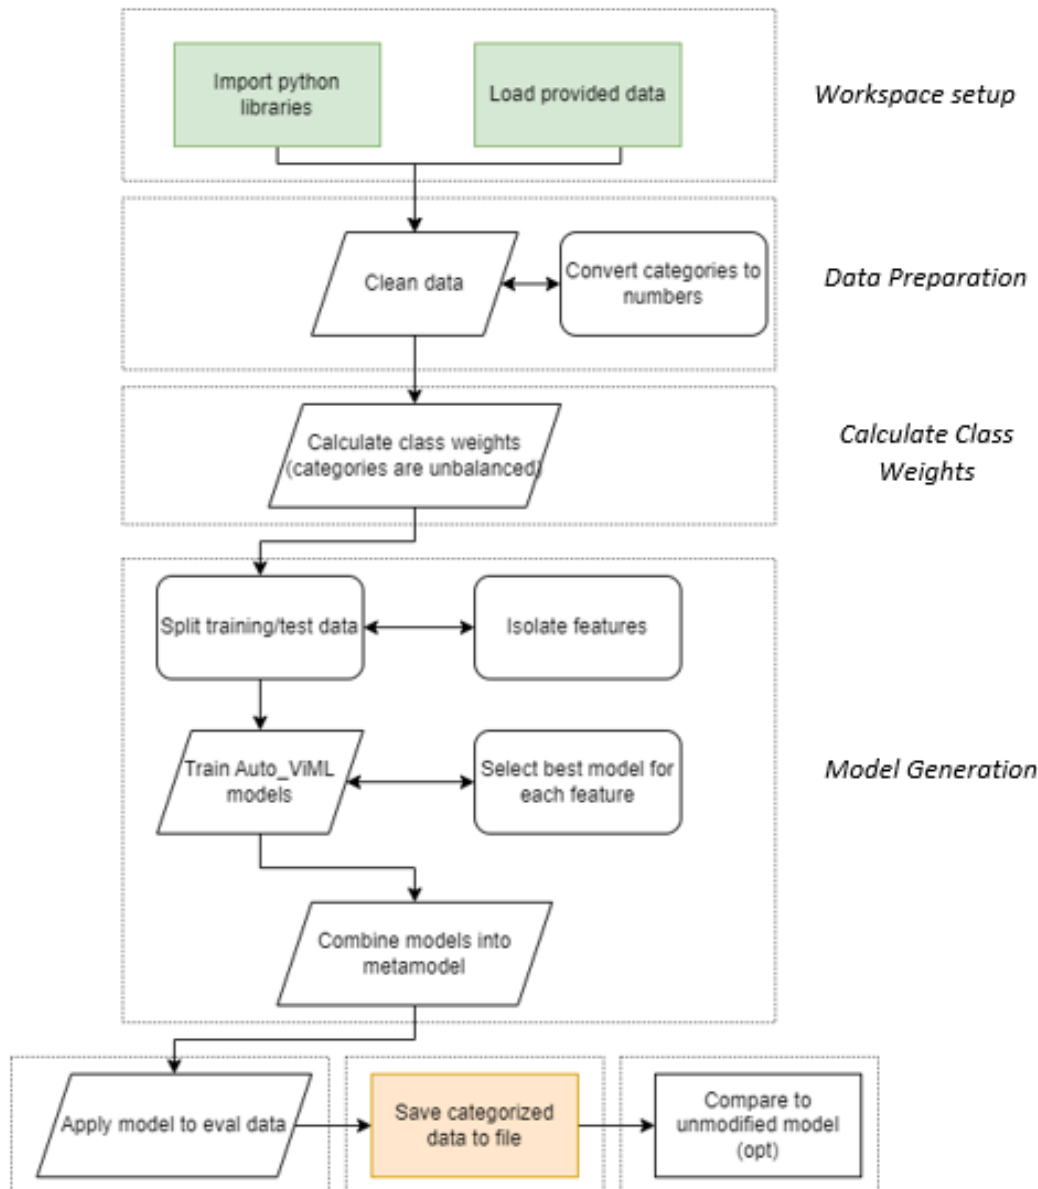 Import python
libraries
Load provided data
Workspace setup
Clean data
Convert categories to
numbers
Data Preparation
Calculate class weights
(categories are unbalanced)
Calculate Class
Weights
Split training/test data
Isolate features
Train Auto_ViML
models
Select best model for
each feature
Model Generation
Combine models into
metamodel
Apply model to eval data
Save categorized
data to file
Compare to
unmodified model
(opt)